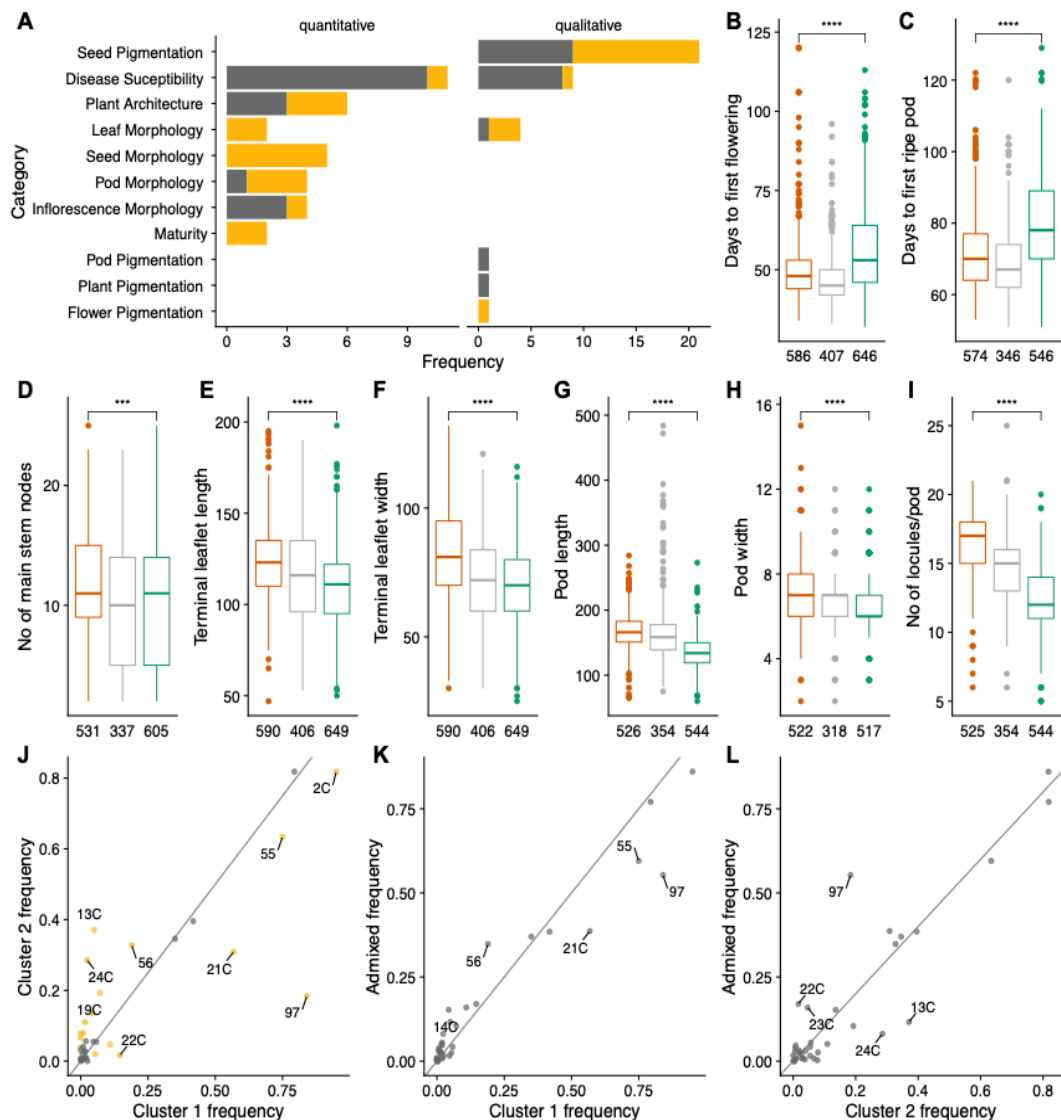 A
quantitative
qualitative
Category
Seed Pigmentation
Disease Suceptibility
Plant Architecture
Leaf Morphology
Seed Morphology
Pod Morphology
Inflorescence Morphology
Maturity
Pod Pigmentation
Plant Pigmentation
Flower Pigmentation
0 3 6 9
0 5 10 15 20
Frequency
B
****
Days to first flowering
125
100
75
50
586 407 646
C
****
Days to first ripe pod
120
100
80
60
574 346 546
D
***
No of main stem nodes
20
10
531 337 605
E
****
Terminal leaflet length
200
150
100
50
590 406 649
F
****
Terminal leaflet width
100
50
590 406 649
G
****
Pod length
500
400
300
200
100
526 354 544
H
****
Pod width
16
12
8
4
522 318 517
I
****
No of locules/pod
25
20
15
10
5
525 354 544
J
Cluster 2 frequency
0.8
0.6
0.4
0.2
0.0
2C
55
13C
56
24C
21C
19C
97
22C
0.00 0.25 0.50 0.75
Cluster 1 frequency
K
Admixed frequency
0.75
0.50
0.25
0.00
55
97
56
21C
14C
0.00 0.25 0.50 0.75
Cluster 1 frequency
L
Admixed frequency
0.75
0.50
0.25
0.00
97
22C
13C
23C
24C
0.0 0.2 0.4 0.6 0.8
Cluster 2 frequency